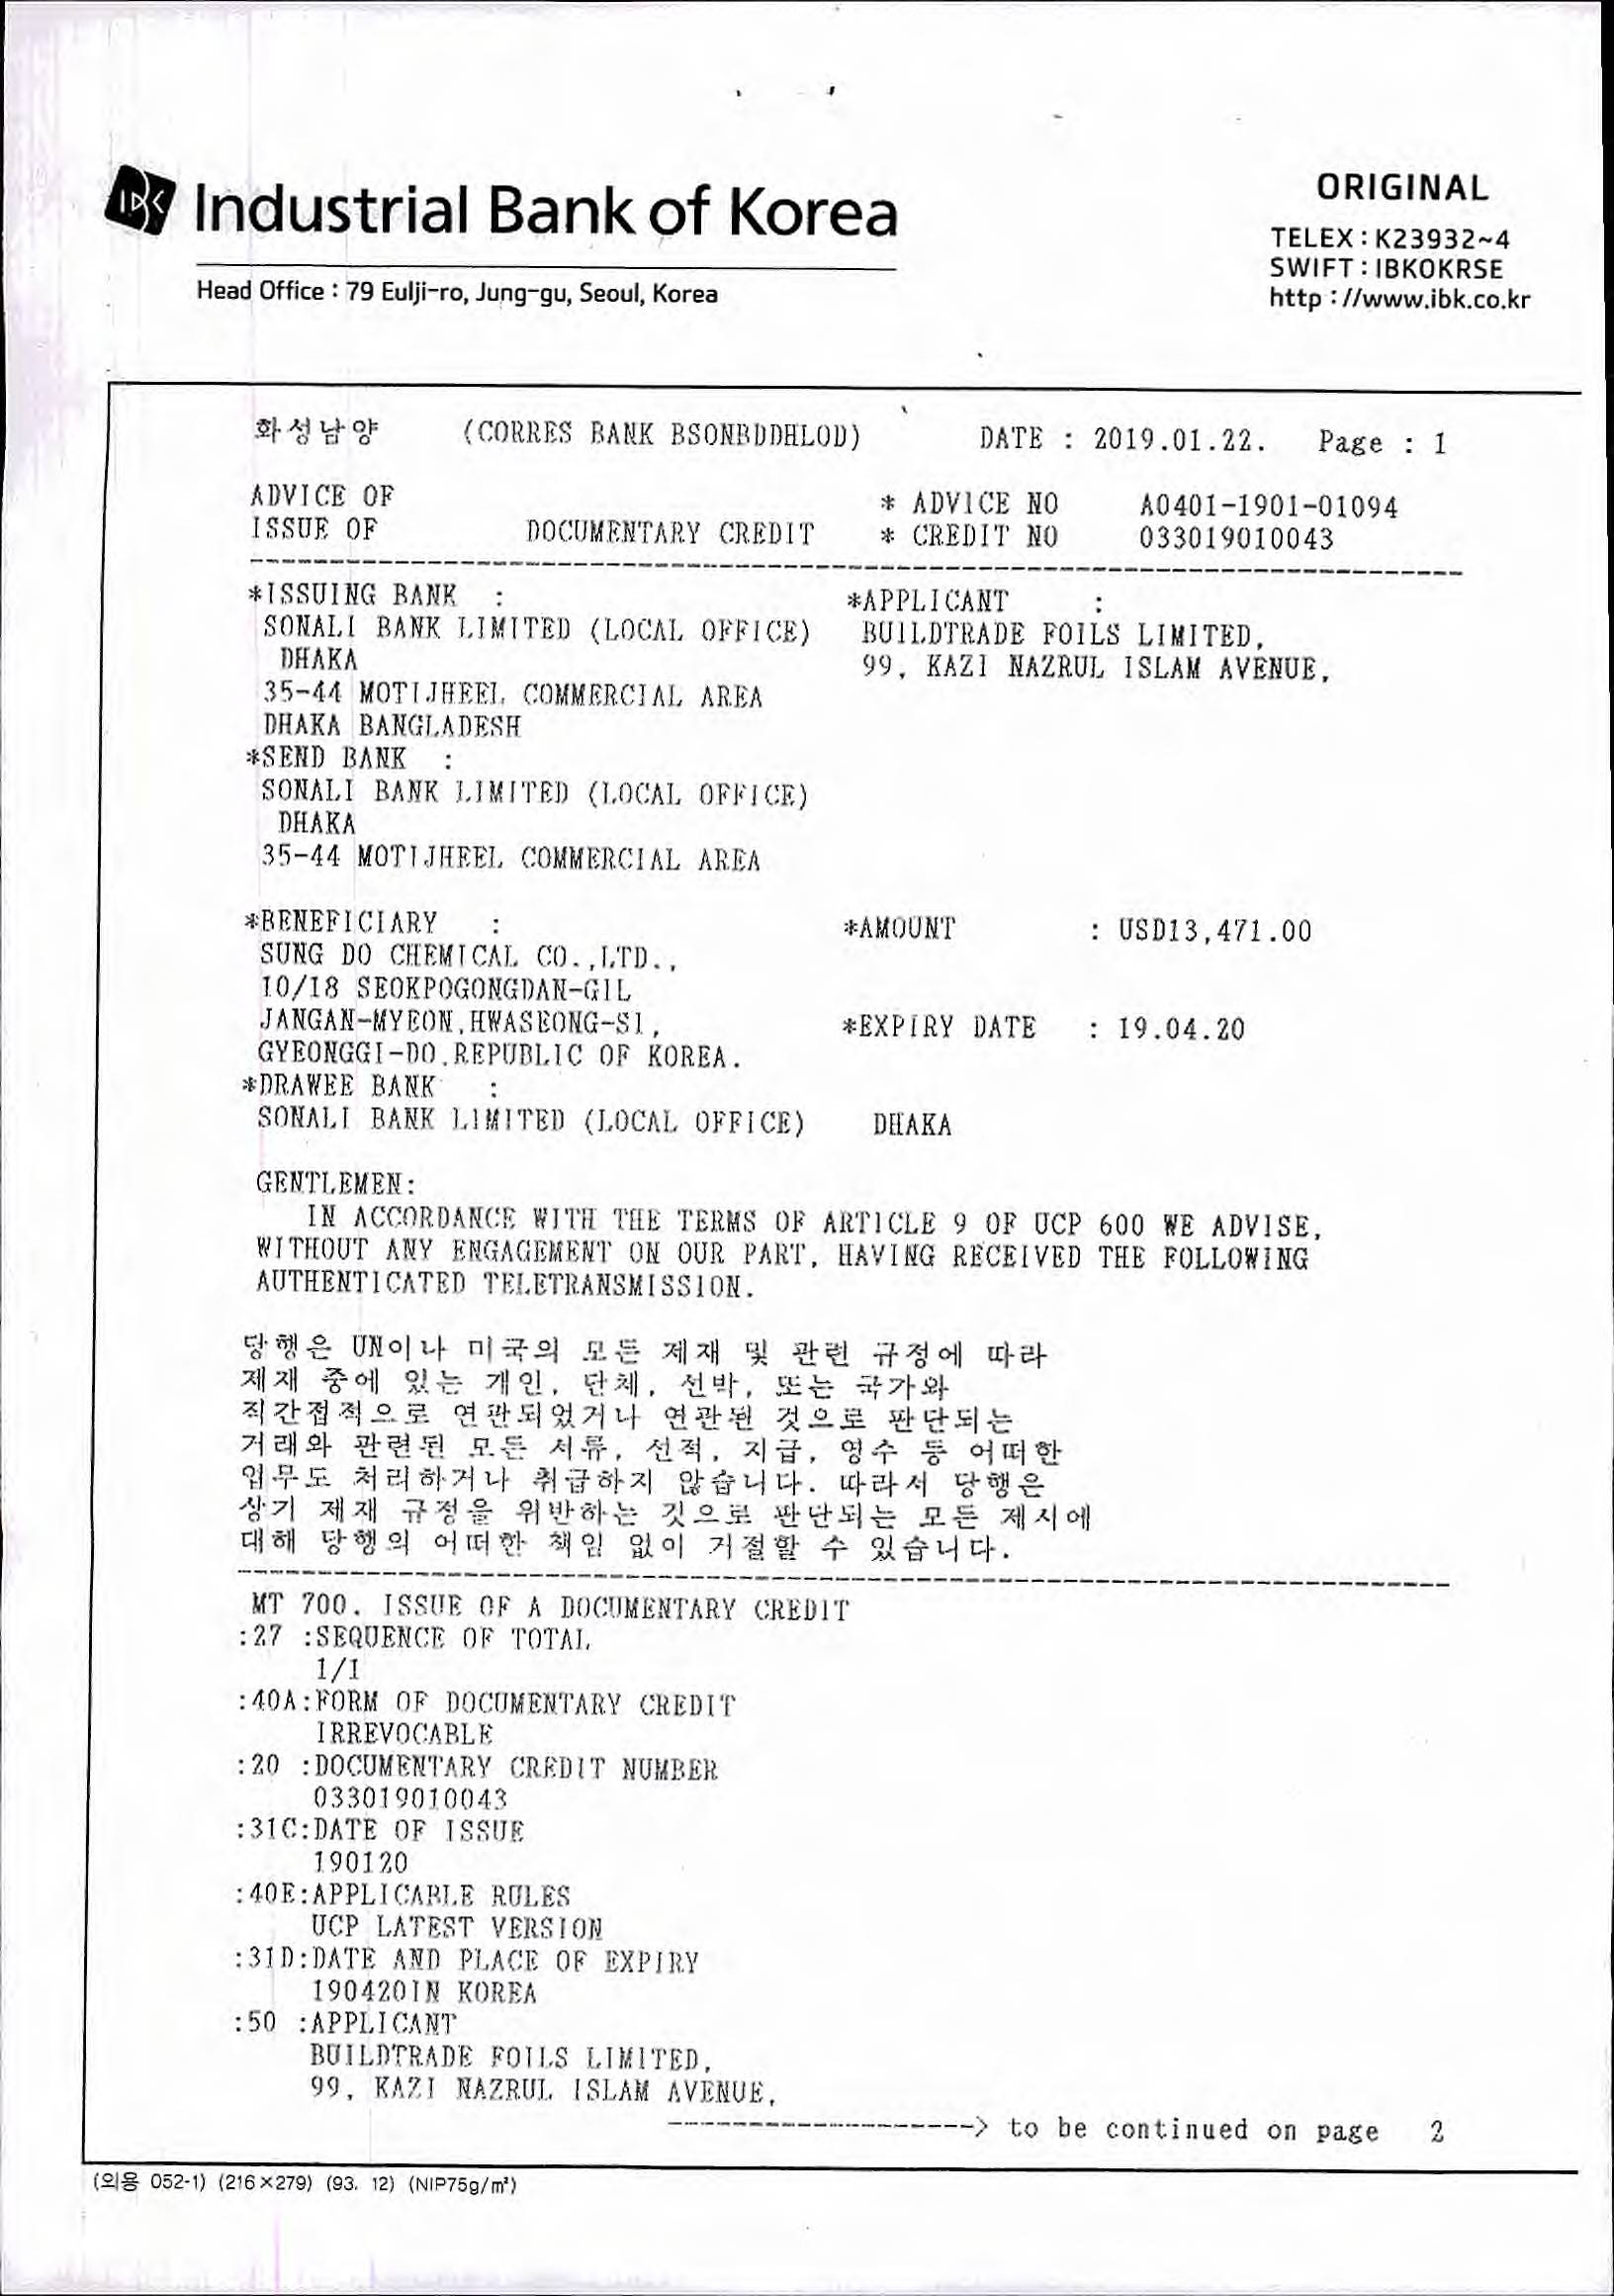 IBK Industrial Bank of Korea
Head Office : 79 Eulji-ro, Jung-gu, Seoul, Korea
ORIGINAL
TELEX : K23932~4
SWIFT : IBKOKRSE
http : //www.ibk.co.kr
화성남양 (CORRES BANK BSONBDDHLOD) DATE : 2019.01.22. Page : 1
ADVICE OF * ADVICE NO A0401-1901-01094
ISSUE OF DOCUMENTARY CREDIT * CREDIT NO 033019010043
*ISSUING BANK : *APPLICANT :
SONALI BANK LIMITED (LOCAL OFFICE) BUILDTRADE FOILS LIMITED,
DHAKA 99, KAZI NAZRUL ISLAM AVENUE,
35-44 MOTIJHEEL COMMERCIAL AREA
DHAKA BANGLADESH
*SEND BANK :
SONALI BANK LIMITED (LOCAL OFFICE)
DHAKA
35-44 MOTIJHEEL COMMERCIAL AREA
*BENEFICIARY : *AMOUNT : USD13,471.00
SUNG DO CHEMICAL CO.,LTD.,
10/18 SEOKPOGONGDAN-GIL
JANGAN-MYEON,HWASEONG-SI, *EXPIRY DATE : 19.04.20
GYEONGGI-DO,REPUBLIC OF KOREA.
*DRAWEE BANK :
SONALI BANK LIMITED (LOCAL OFFICE) DHAKA
GENTLEMEN:
IN ACCORDANCE WITH THE TERMS OF ARTICLE 9 OF UCP 600 WE ADVISE,
WITHOUT ANY ENGAGEMENT ON OUR PART, HAVING RECEIVED THE FOLLOWING
AUTHENTICATED TELETRANSMISSION.
당행은 UN이나 미국의 모든 제재 및 관련 규정에 따라
제재 중에 있는 개인, 단체, 선박, 또는 국가와
직간접적으로 연관되었거나 연관된 것으로 판단되는
거래와 관련된 모든 서류, 선적, 지급, 영수 등 어떠한
업무도 처리하거나 취급하지 않습니다. 따라서 당행은
상기 제재 규정을 위반하는 것으로 판단되는 모든 제시에
대해 당행의 어떠한 책임 없이 거절할 수 있습니다.
MT 700. ISSUE OF A DOCUMENTARY CREDIT
:27 :SEQUENCE OF TOTAL
1/1
:40A:FORM OF DOCUMENTARY CREDIT
IRREVOCABLE
:20 :DOCUMENTARY CREDIT NUMBER
033019010043
:31C:DATE OF ISSUE
190120
:40E:APPLICABLE RULES
UCP LATEST VERSION
:31D:DATE AND PLACE OF EXPIRY
190420IN KOREA
:50 :APPLICANT
BUILDTRADE FOILS LIMITED,
99, KAZI NAZRUL ISLAM AVENUE,
-------------------> to be continued on page 2
(외용 052-1) (216×279) (93. 12) (NIP75g/㎡)